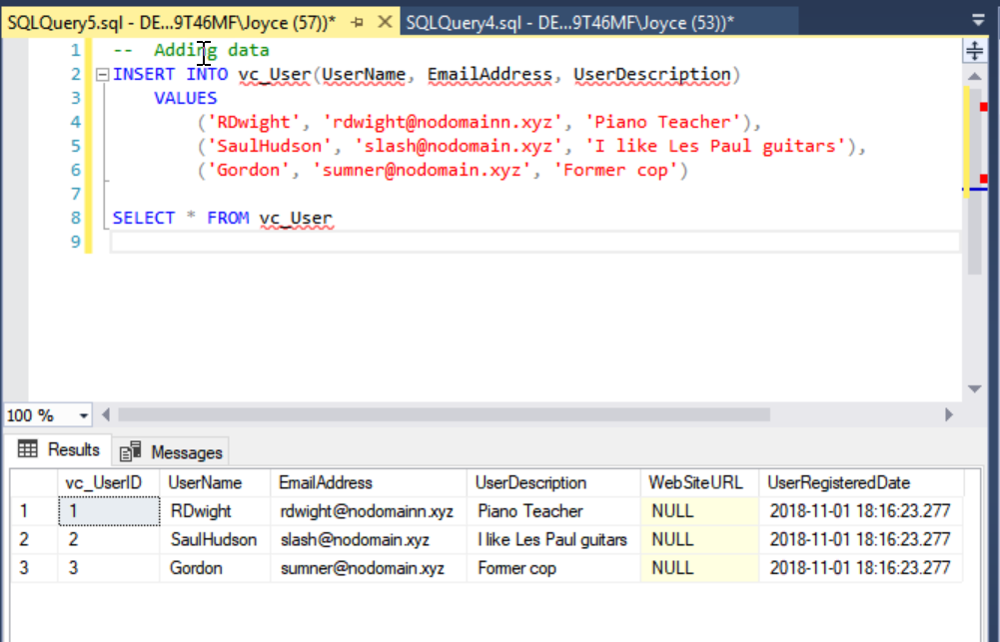 SQLQuery5.sql - DE...9T46MF\Joyce (57))* SQLQuery4.sql - DE...9T46MF\Joyce (53))*
1 -- Adding data
2 INSERT INTO vc_User(UserName, EmailAddress, UserDescription)
3 VALUES
4 ('RDwight', 'rdwight@nodomainn.xyz', 'Piano Teacher'),
5 ('SaulHudson', 'slash@nodomain.xyz', 'I like Les Paul guitars'),
6 ('Gordon', 'sumner@nodomain.xyz', 'Former cop')
7
8 SELECT * FROM vc_User
9
100 %
Results Messages
vc_UserID UserName EmailAddress UserDescription WebSiteURL UserRegisteredDate
1 1 RDwight rdwight@nodomainn.xyz Piano Teacher NULL 2018-11-01 18:16:23.277
2 2 SaulHudson slash@nodomain.xyz I like Les Paul guitars NULL 2018-11-01 18:16:23.277
3 3 Gordon sumner@nodomain.xyz Former cop NULL 2018-11-01 18:16:23.277